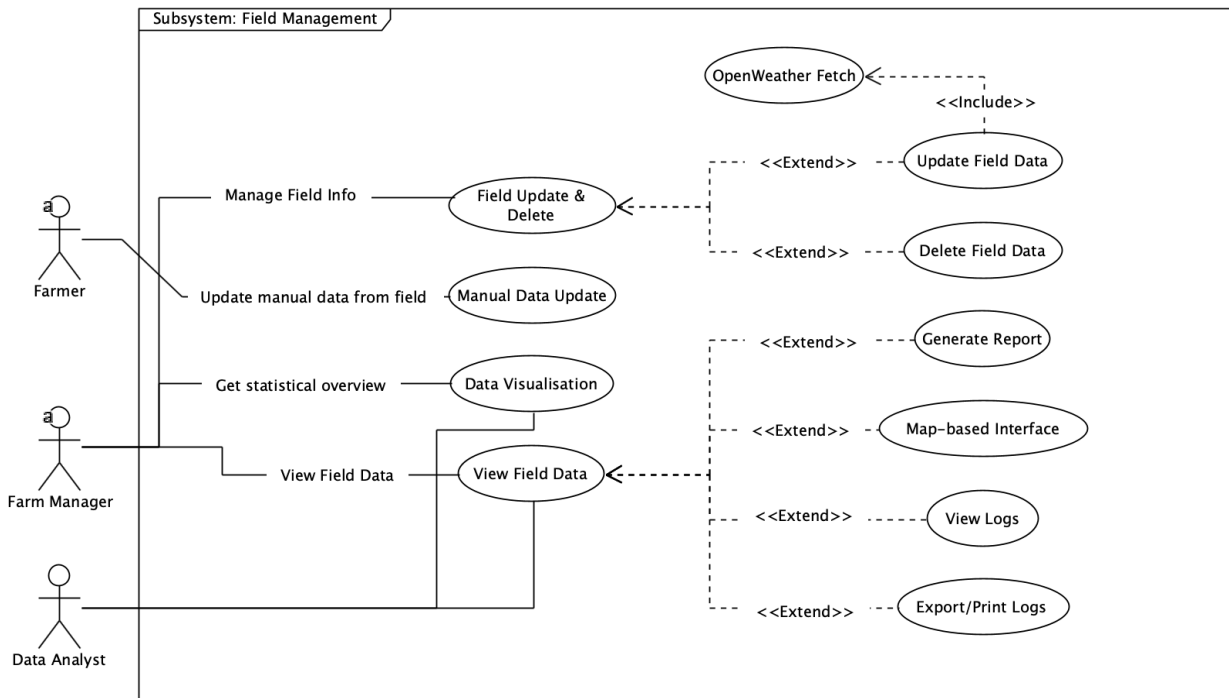 Subsystem: Field Management
OpenWeather Fetch
<<Include>>
<<Extend>>
Update Field Data
Manage Field Info
Field Update &
Delete
a
Farmer
<<Extend>>
Delete Field Data
Update manual data from field
Manual Data Update
<<Extend>>
Generate Report
Get statistical overview
Data Visualisation
a
Farm Manager
<<Extend>>
Map-based Interface
View Field Data
View Field Data
<<Extend>>
View Logs
Data Analyst
<<Extend>>
Export/Print Logs